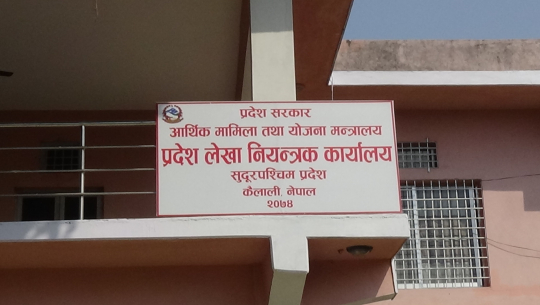 प्रदेश सरकार
आर्थिक मामिला तथा योजना मन्त्रालय
प्रदेश लेखा नियन्त्रक कार्यालय
सुदूरपश्चिम प्रदेश
कैलाली, नेपाल
२०७४